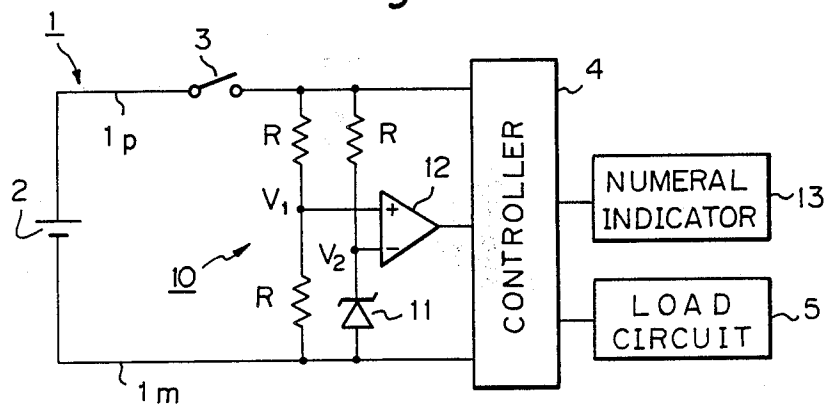 1
3
4
1p
R
R
12
2
V1
+
CONTROLLER
NUMERAL
INDICATOR
13
V2
−
10
R
11
LOAD
CIRCUIT
5
1m